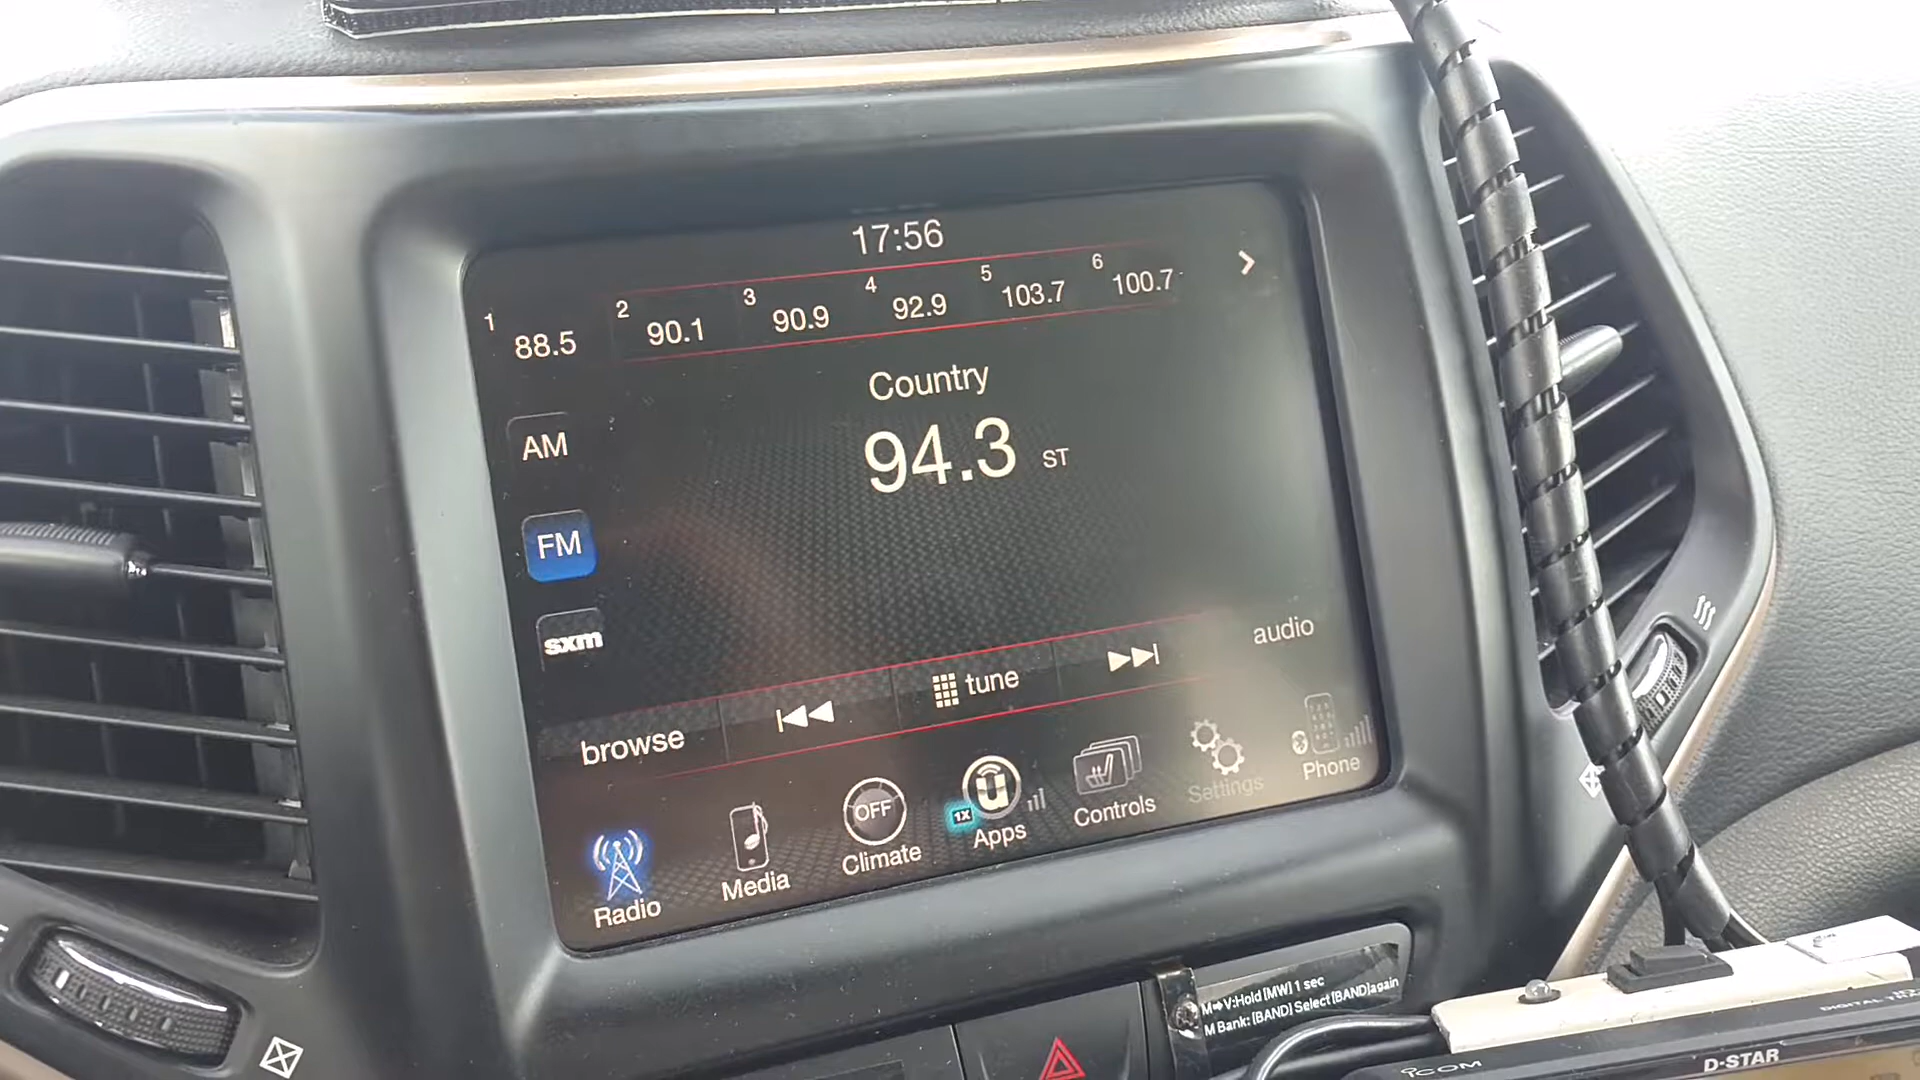 17:56
1 88.5 2 90.1 3 90.9 4 92.9 5 103.7 6 100.7
Country
94.3 ST
AM
FM
sxm
audio
browse tune
Radio Media OFF Climate 1X Apps Controls Settings Phone
M➡V:Hold [MW] 1 sec
M Bank: [BAND] Select [BAND]again
ICOM D-STAR
DIGITAL